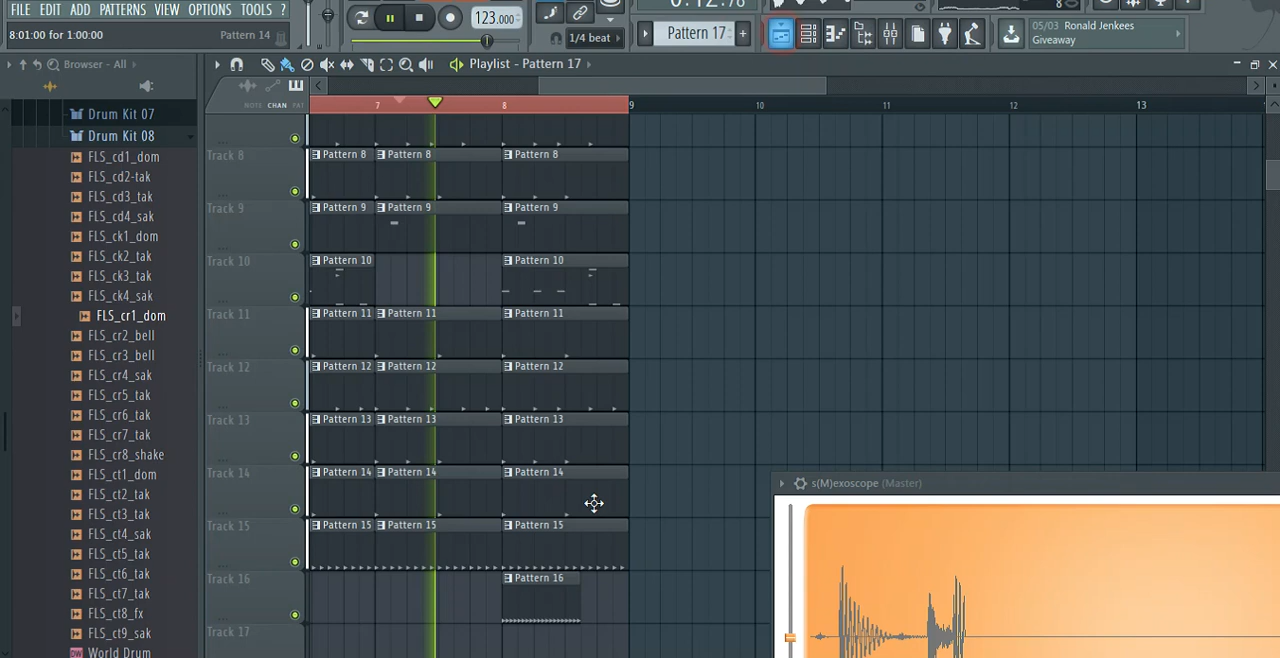 FILE EDIT ADD PATTERNS VIEW OPTIONS TOOLS ?
8:01:00 for 1:00:00 Pattern 14
123.000
1/4 beat
Pattern 17
05/03 Ronald Jenkees
Giveaway
Browser - All
Playlist - Pattern 17
NOTE CHAN PAT
7 8 9 10 11 12 13
Drum Kit 07
Drum Kit 08
FLS_cd1_dom
FLS_cd2-tak
FLS_cd3_tak
FLS_cd4_sak
FLS_ck1_dom
FLS_ck2_tak
FLS_ck3_tak
FLS_ck4_sak
FLS_cr1_dom
FLS_cr2_bell
FLS_cr3_bell
FLS_cr4_sak
FLS_cr5_tak
FLS_cr6_tak
FLS_cr7_tak
FLS_cr8_shake
FLS_ct1_dom
FLS_ct2_tak
FLS_ct3_tak
FLS_ct4_sak
FLS_ct5_tak
FLS_ct6_tak
FLS_ct7_tak
FLS_ct8_fx
FLS_ct9_sak
World Drum
Track 8 Pattern 8 Pattern 8 Pattern 8
Track 9 Pattern 9 Pattern 9 Pattern 9
Track 10 Pattern 10 Pattern 10
Track 11 Pattern 11 Pattern 11 Pattern 11
Track 12 Pattern 12 Pattern 12 Pattern 12
Track 13 Pattern 13 Pattern 13 Pattern 13
Track 14 Pattern 14 Pattern 14 Pattern 14
Track 15 Pattern 15 Pattern 15 Pattern 15
Track 16 Pattern 16
Track 17
s(M)exoscope (Master)